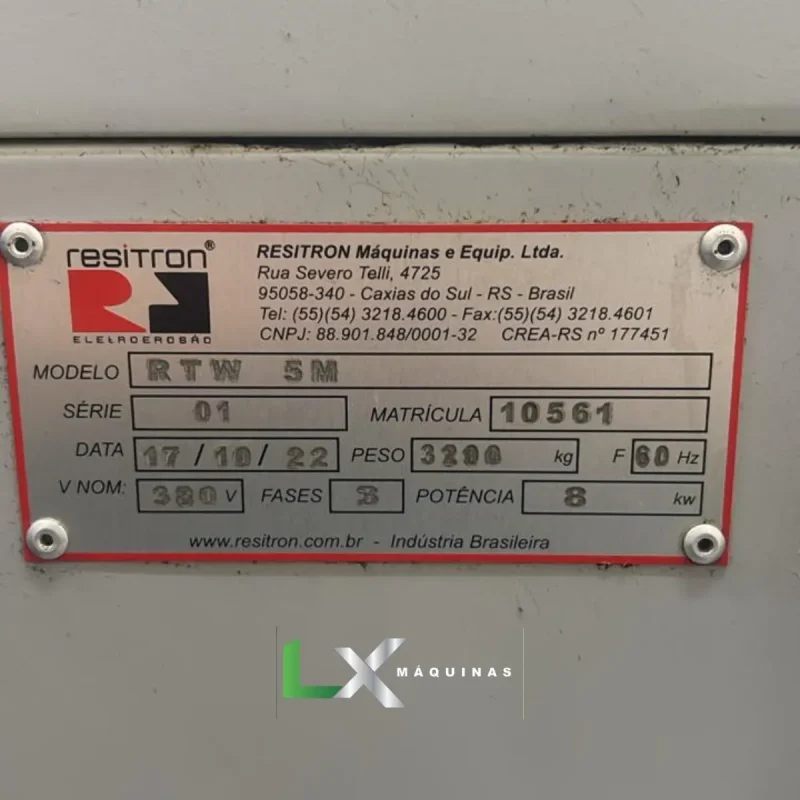 resitron®
ELETROEROSÃO
RESITRON Máquinas e Equip. Ltda.
Rua Severo Telli, 4725
95058-340 - Caxias do Sul - RS - Brasil
Tel: (55)(54) 3218.4600 - Fax:(55)(54) 3218.4601
CNPJ: 88.901.848/0001-32 CREA-RS nº 177451
MODELO RTW 5M
SÉRIE 01 MATRÍCULA 10561
DATA 17/10/22 PESO 3200 kg F 60 Hz
V NOM: 380 V FASES 3 POTÊNCIA 8 kw
www.resitron.com.br - Indústria Brasileira
LX MÁQUINAS